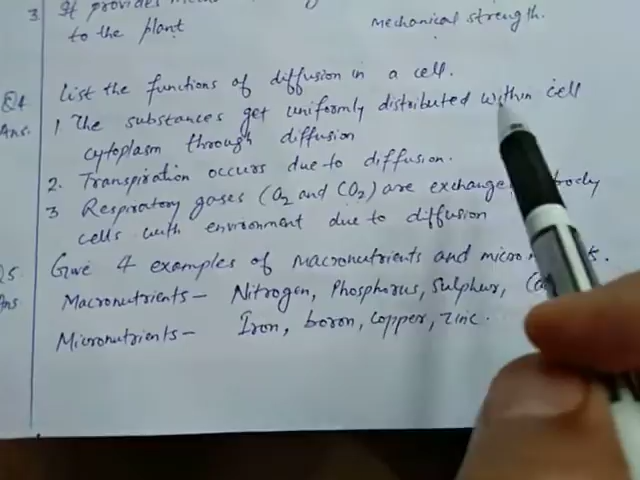 3. It provides
to the plant
mechanical strength.
Q4 List the functions of diffusion in a cell.
Ans. 1 The substances get uniformly distributed within cell
cytoplasm through diffusion
2. Transpiration occurs due to diffusion.
3 Respiratory gases (O2 and CO2) are exchange body
cells with environment due to diffusion
5. Give 4 examples of macronutrients and micro
Ans Macronutrients — Nitrogen, Phosphorus, Sulphur,
Micronutrients — Iron, boron, copper, zinc.